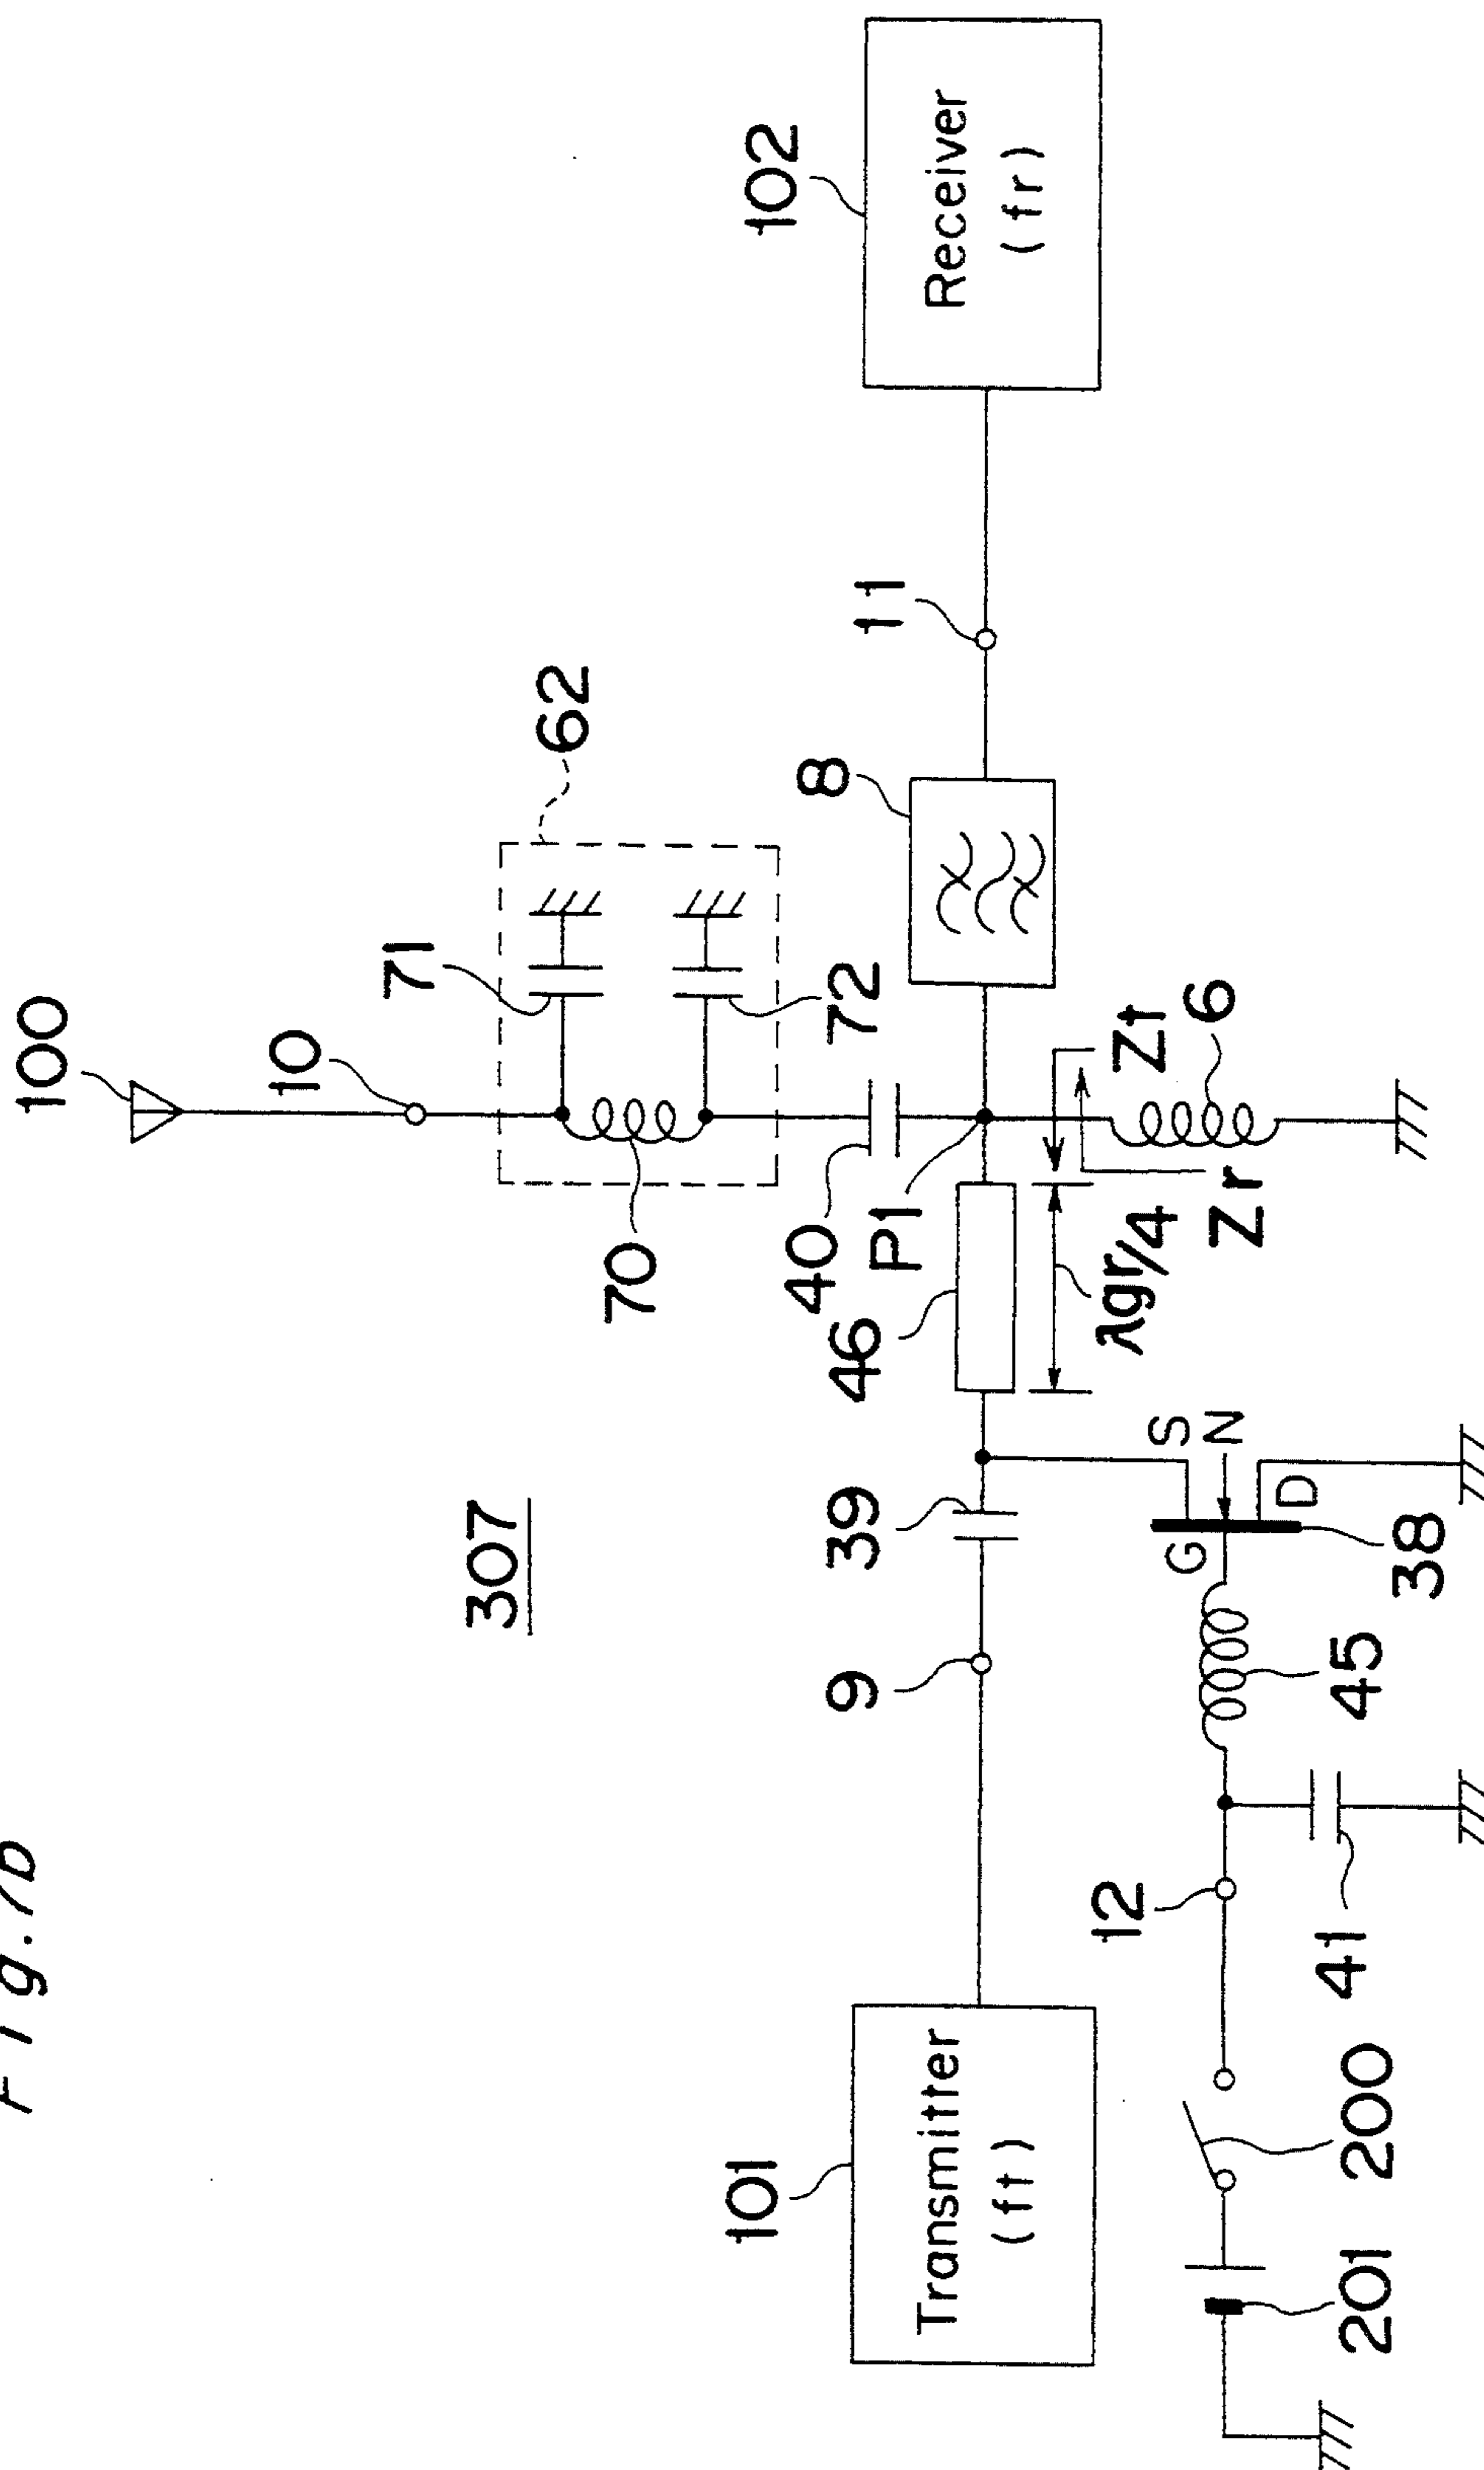 Fig.7b
307
100
10
71
62
70
72
40
P1
8
11
102
Receiver
(fr)
46
λgr/4
Zt
Zr
6
39
9
101
Transmitter
(ft)
S
N
G
D
38
45
12
41
200
201